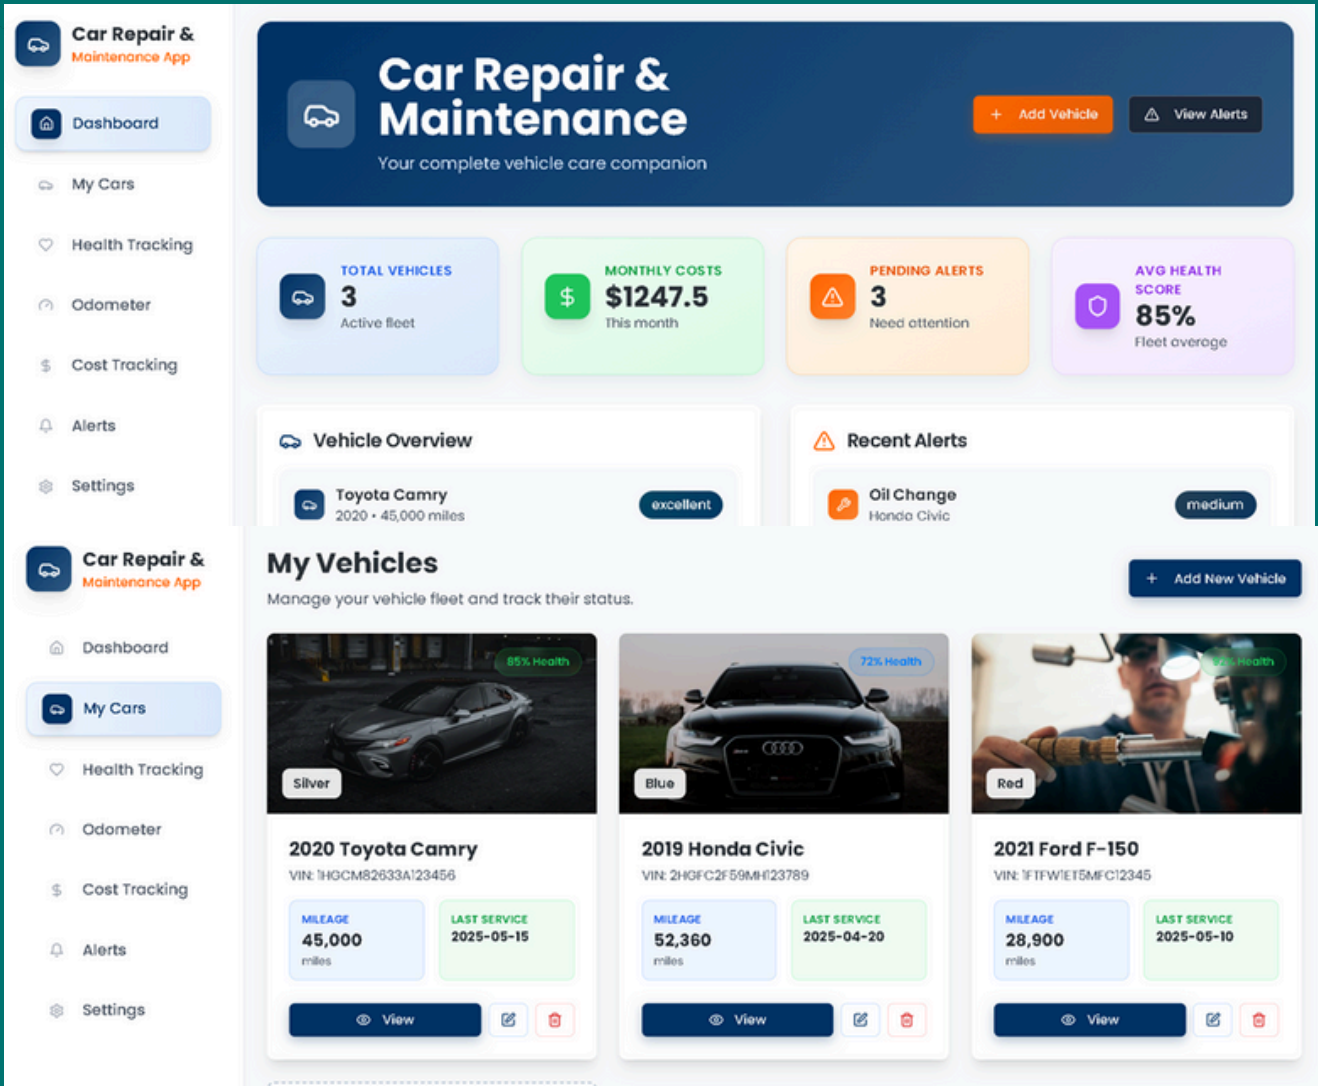 Car Repair &
Maintenance App
Dashboard
My Cars
Health Tracking
Odometer
Cost Tracking
Alerts
Settings
Car Repair &
Maintenance
Your complete vehicle care companion
+ Add Vehicle
View Alerts
TOTAL VEHICLES
3
Active fleet
MONTHLY COSTS
$1247.5
This month
PENDING ALERTS
3
Need attention
AVG HEALTH
SCORE
85%
Fleet average
Vehicle Overview
Toyota Camry
2020 • 45,000 miles
excellent
Recent Alerts
Oil Change
Honda Civic
medium
Car Repair &
Maintenance App
Dashboard
My Cars
Health Tracking
Odometer
Cost Tracking
Alerts
Settings
My Vehicles
Manage your vehicle fleet and track their status.
+ Add New Vehicle
85% Health
Silver
2020 Toyota Camry
VIN: 1HGCM82633A123456
MILEAGE
45,000
miles
LAST SERVICE
2025-05-15
View
72% Health
Blue
2019 Honda Civic
VIN: 2HGFC2F59MH123789
MILEAGE
52,360
miles
LAST SERVICE
2025-04-20
View
Health
Red
2021 Ford F-150
VIN: 1FTFW1ET5MFC12345
MILEAGE
28,900
miles
LAST SERVICE
2025-05-10
View